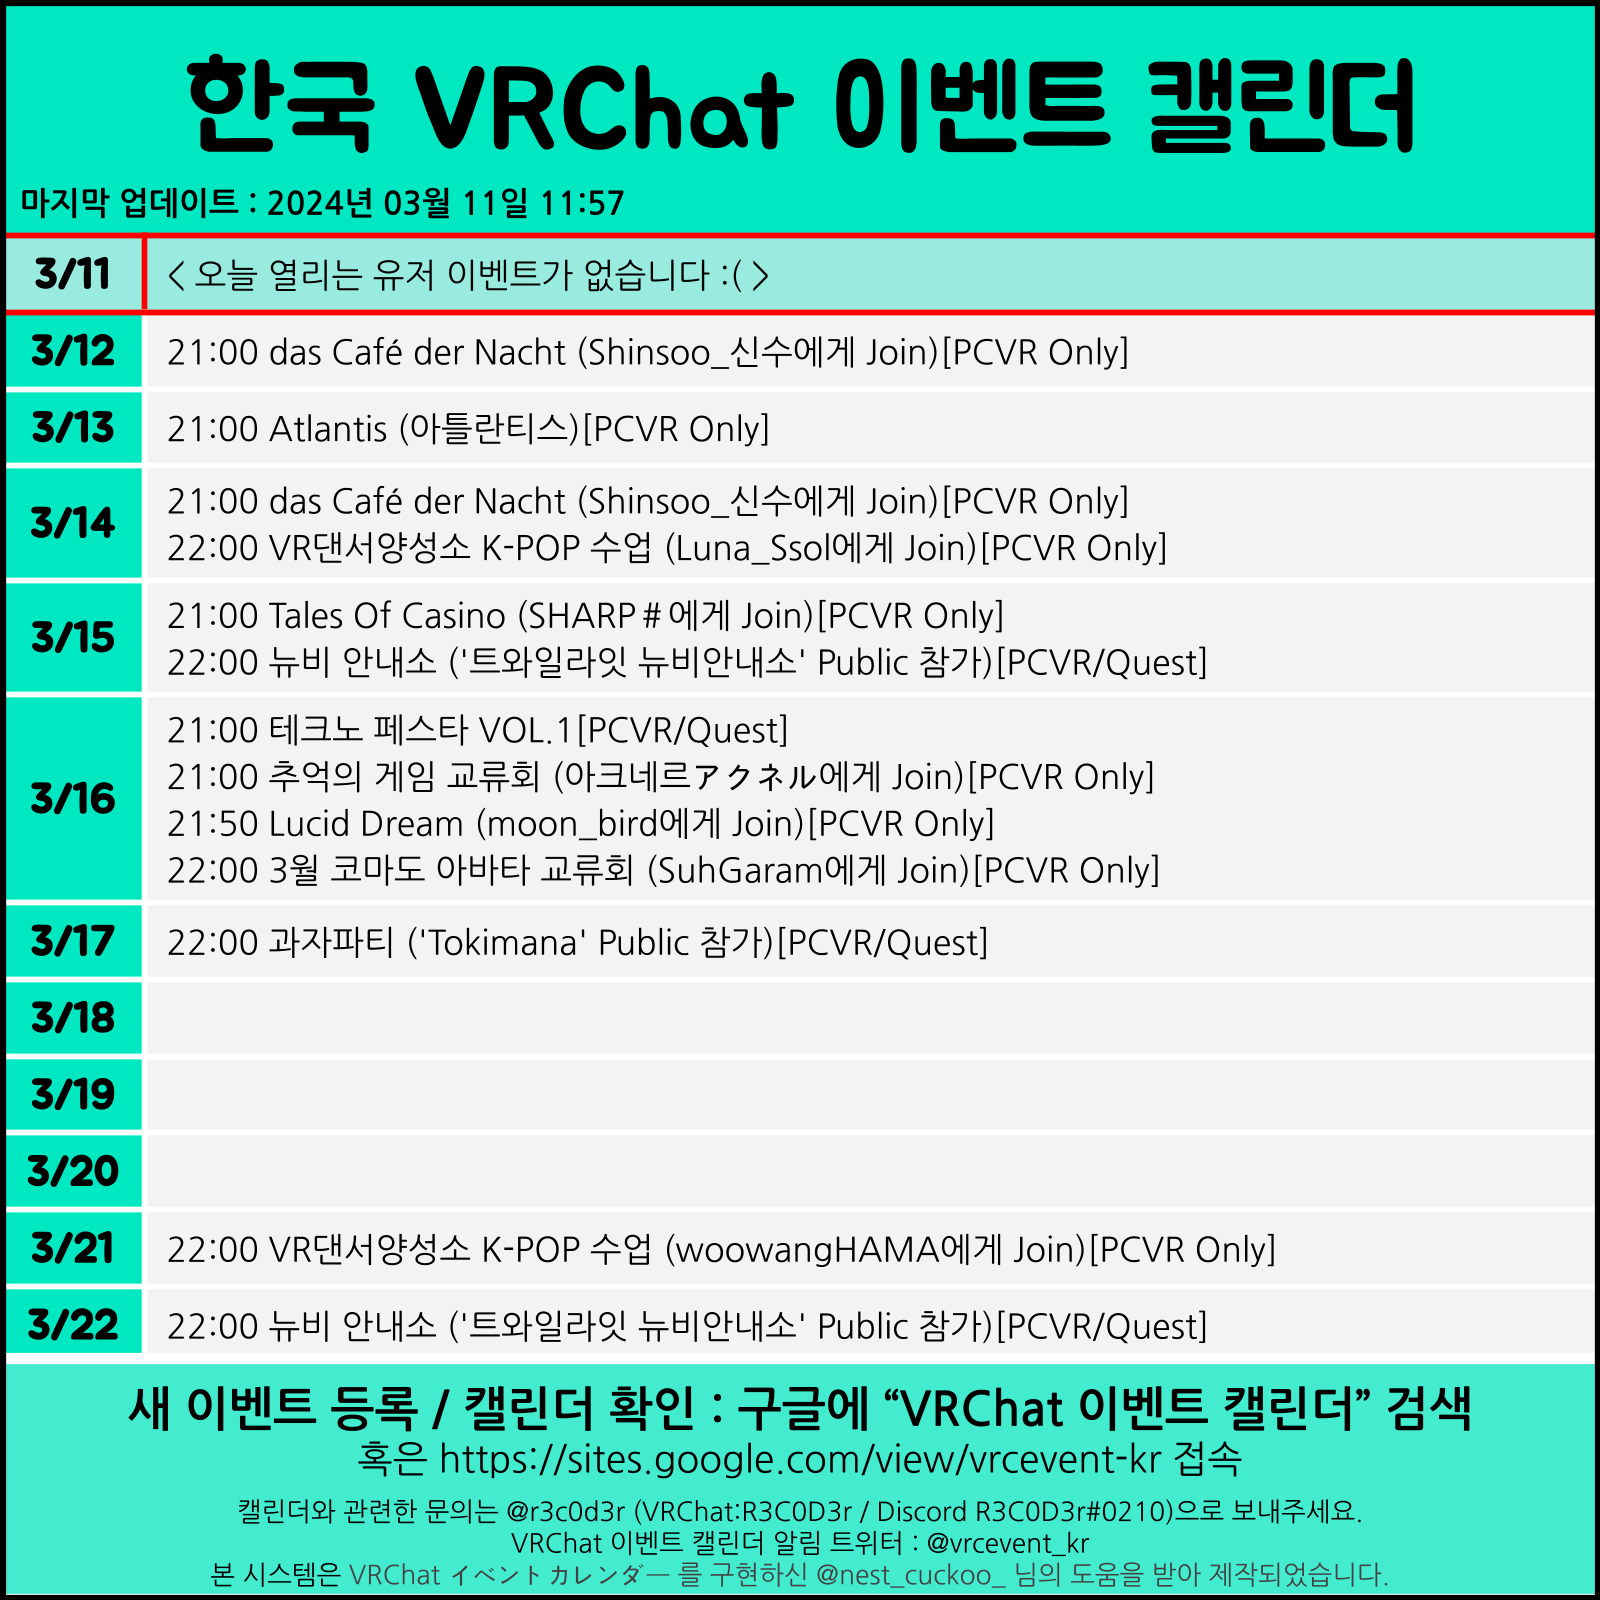 한국 VRChat 이벤트 캘린더
마지막 업데이트 : 2024년 03월 11일 11:57
3/11
< 오늘 열리는 유저 이벤트가 없습니다 :( >
3/12
21:00 das Café der Nacht (Shinsoo_신수에게 Join)[PCVR Only]
3/13
21:00 Atlantis (아틀란티스)[PCVR Only]
3/14
21:00 das Café der Nacht (Shinsoo_신수에게 Join)[PCVR Only]
22:00 VR댄서양성소 K-POP 수업 (Luna_Ssol에게 Join)[PCVR Only]
3/15
21:00 Tales Of Casino (SHARP＃에게 Join)[PCVR Only]
22:00 뉴비 안내소 ('트와일라잇 뉴비안내소' Public 참가)[PCVR/Quest]
3/16
21:00 테크노 페스타 VOL.1[PCVR/Quest]
21:00 추억의 게임 교류회 (아크네르アクネル에게 Join)[PCVR Only]
21:50 Lucid Dream (moon_bird에게 Join)[PCVR Only]
22:00 3월 코마도 아바타 교류회 (SuhGaram에게 Join)[PCVR Only]
3/17
22:00 과자파티 ('Tokimana' Public 참가)[PCVR/Quest]
3/18
3/19
3/20
3/21
22:00 VR댄서양성소 K-POP 수업 (woowangHAMA에게 Join)[PCVR Only]
3/22
22:00 뉴비 안내소 ('트와일라잇 뉴비안내소' Public 참가)[PCVR/Quest]
새 이벤트 등록 / 캘린더 확인 : 구글에 “VRChat 이벤트 캘린더” 검색
혹은 https://sites.google.com/view/vrcevent-kr 접속
캘린더와 관련한 문의는 @r3c0d3r (VRChat:R3C0D3r / Discord R3C0D3r#0210)으로 보내주세요.
VRChat 이벤트 캘린더 알림 트위터 : @vrcevent_kr
본 시스템은 VRChat イベントカレンダー 를 구현하신 @nest_cuckoo_ 님의 도움을 받아 제작되었습니다.